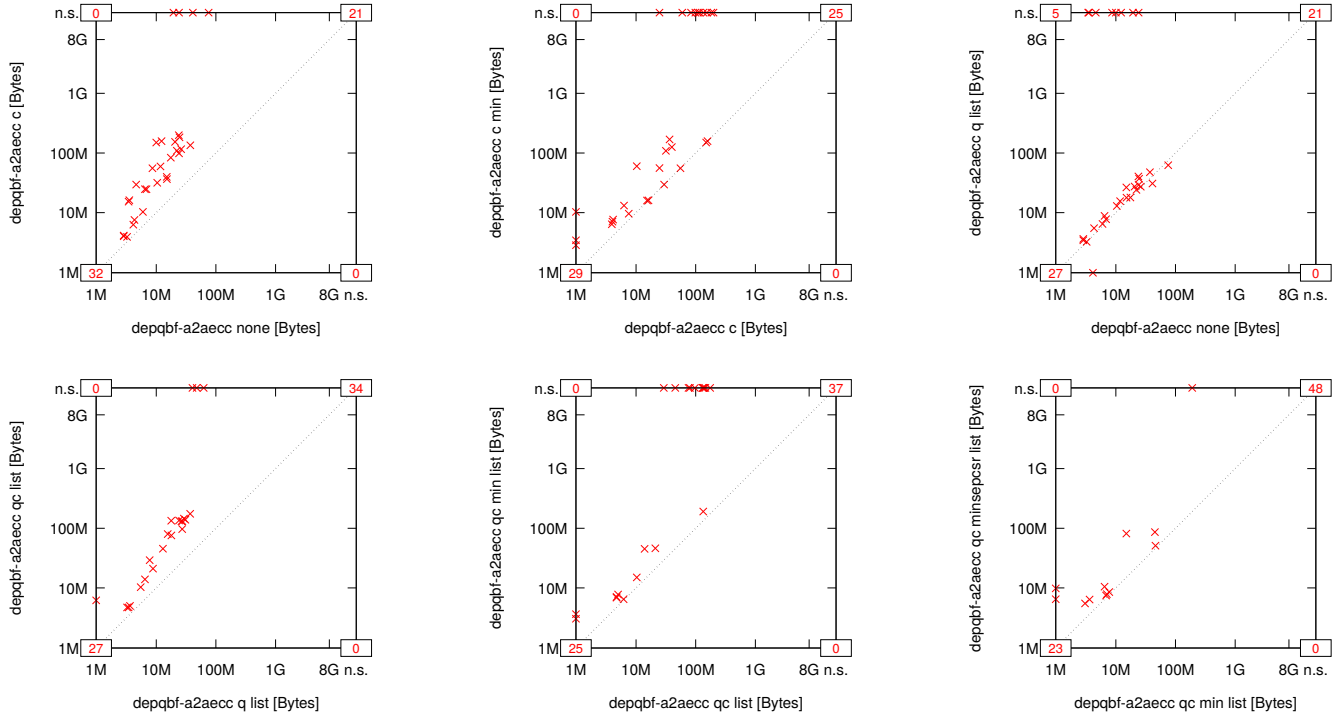 n.s. 0 21
8G
1G
100M
10M
1M 32 0
1M 10M 100M 1G 8G n.s.
depqbf-a2aecc c [Bytes]
depqbf-a2aecc none [Bytes]
n.s. 0 25
8G
1G
100M
10M
1M 29 0
1M 10M 100M 1G 8G n.s.
depqbf-a2aecc c min [Bytes]
depqbf-a2aecc c [Bytes]
n.s. 5 21
8G
1G
100M
10M
1M 27 0
1M 10M 100M 1G 8G n.s.
depqbf-a2aecc q list [Bytes]
depqbf-a2aecc none [Bytes]
n.s. 0 34
8G
1G
100M
10M
1M 27 0
1M 10M 100M 1G 8G n.s.
depqbf-a2aecc qc list [Bytes]
depqbf-a2aecc q list [Bytes]
n.s. 0 37
8G
1G
100M
10M
1M 25 0
1M 10M 100M 1G 8G n.s.
depqbf-a2aecc qc min list [Bytes]
depqbf-a2aecc qc list [Bytes]
n.s. 0 48
8G
1G
100M
10M
1M 23 0
1M 10M 100M 1G 8G n.s.
depqbf-a2aecc qc minsepcsr list [Bytes]
depqbf-a2aecc qc min list [Bytes]